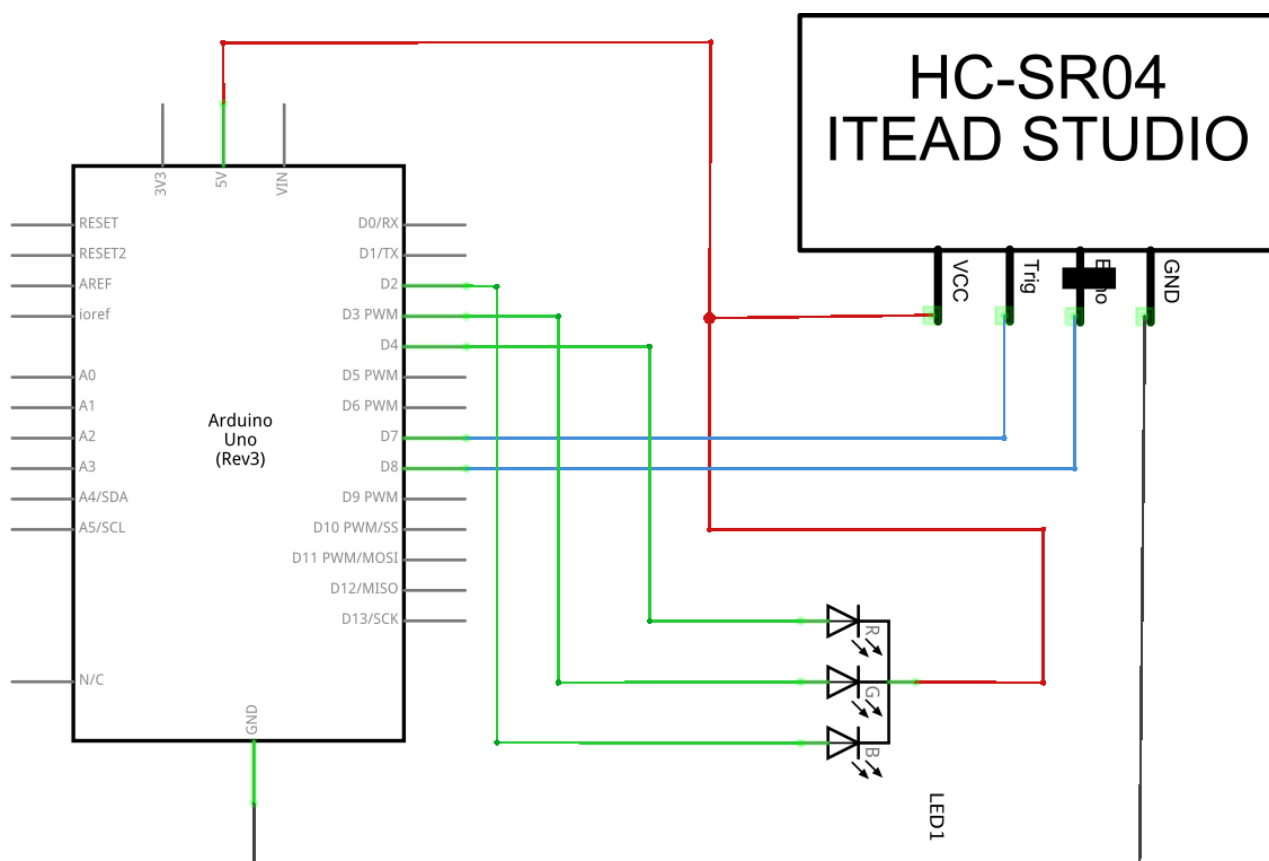 HC-SR04
ITEAD STUDIO
VCC
Trig
GND
3V3
5V
VIN
RESET
RESET2
AREF
ioref
A0
A1
A2
A3
A4/SDA
A5/SCL
N/C
Arduino
Uno
(Rev3)
D0/RX
D1/TX
D2
D3 PWM
D4
D5 PWM
D6 PWM
D7
D8
D9 PWM
D10 PWM/SS
D11 PWM/MOSI
D12/MISO
D13/SCK
GND
R
G
B
LED1